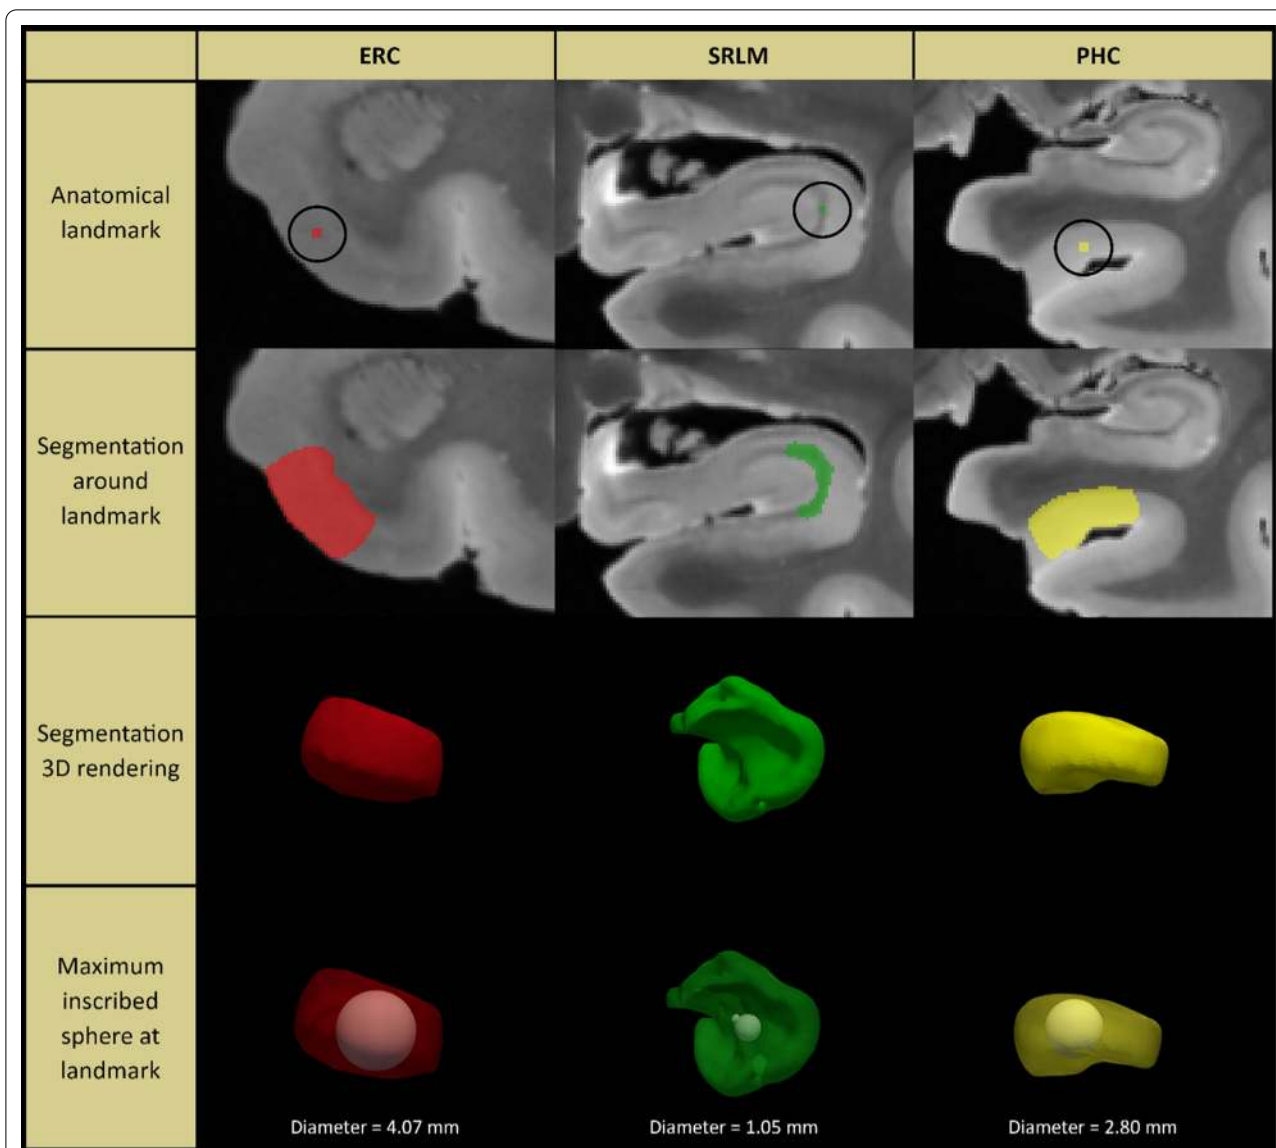 ERC
SRLM
PHC
Anatomical
landmark
Segmentation
around
landmark
Segmentation
3D rendering
Maximum
inscribed
sphere at
landmark
Diameter = 4.07 mm
Diameter = 1.05 mm
Diameter = 2.80 mm